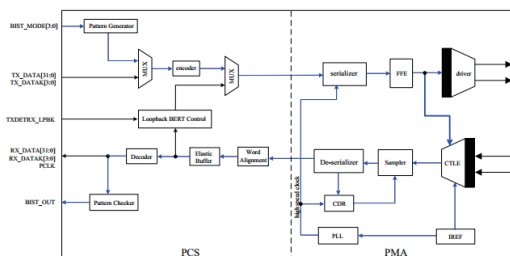 BIST_MODE[3:0]
Pattern Generator
MUX
encoder
MUX
TX_DATA[31:0]
TX_DATAK[3:0]
serializer
FFE
driver
TXDETRX_LPBK
Loopback BERT Control
RX_DATA[31:0]
RX_DATAK[3:0]
PCLK
Decoder
Elastic
Buffer
Word
Alignment
De-serializer
Sampler
CTLE
high speed clock
CDR
BIST_OUT
Pattern Checker
PLL
IREF
PCS
PMA